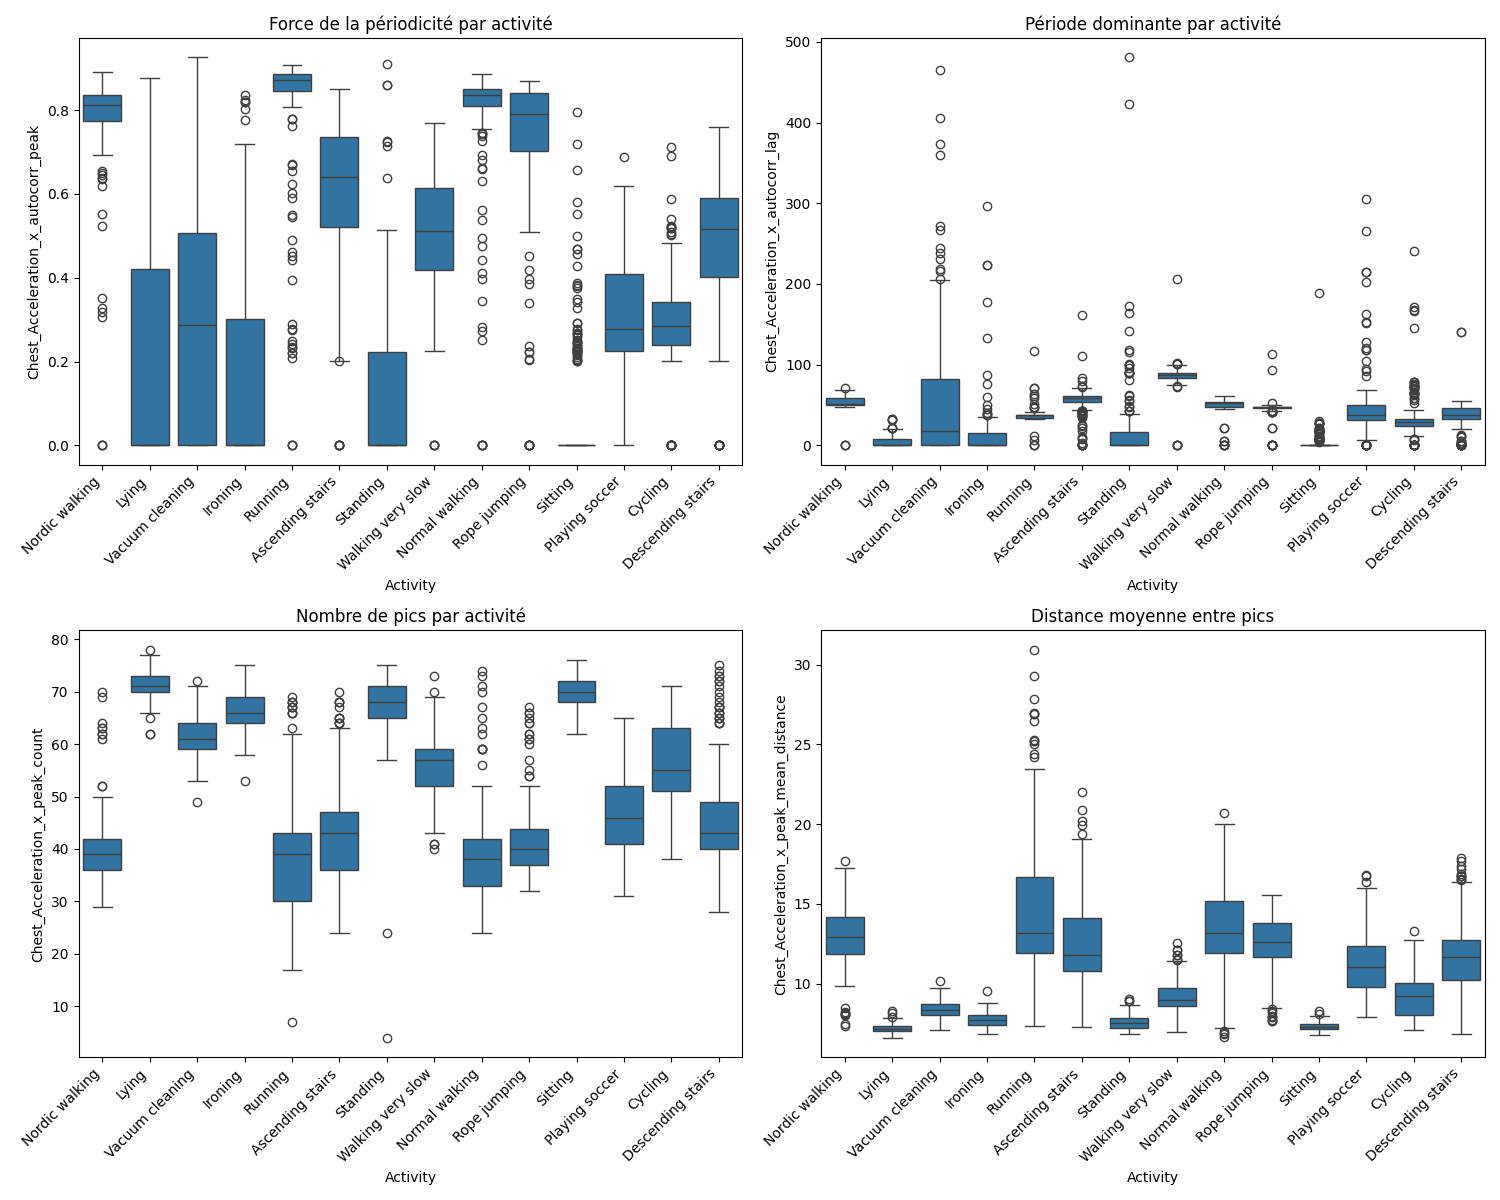 Force de la périodicité par activité
Chest_Acceleration_x_autocorr_peak
0.8
0.6
0.4
0.2
0.0
Nordic walking
Lying
Vacuum cleaning
Ironing
Running
Ascending stairs
Standing
Walking very slow
Normal walking
Rope jumping
Sitting
Playing soccer
Cycling
Descending stairs
Activity
Période dominante par activité
Chest_Acceleration_x_autocorr_lag
500
400
300
200
100
0
Nordic walking
Lying
Vacuum cleaning
Ironing
Running
Ascending stairs
Standing
Walking very slow
Normal walking
Rope jumping
Sitting
Playing soccer
Cycling
Descending stairs
Activity
Nombre de pics par activité
Chest_Acceleration_x_peak_count
80
70
60
50
40
30
20
10
Nordic walking
Lying
Vacuum cleaning
Ironing
Running
Ascending stairs
Standing
Walking very slow
Normal walking
Rope jumping
Sitting
Playing soccer
Cycling
Descending stairs
Activity
Distance moyenne entre pics
Chest_Acceleration_x_peak_mean_distance
30
25
20
15
10
Nordic walking
Lying
Vacuum cleaning
Ironing
Running
Ascending stairs
Standing
Walking very slow
Normal walking
Rope jumping
Sitting
Playing soccer
Cycling
Descending stairs
Activity